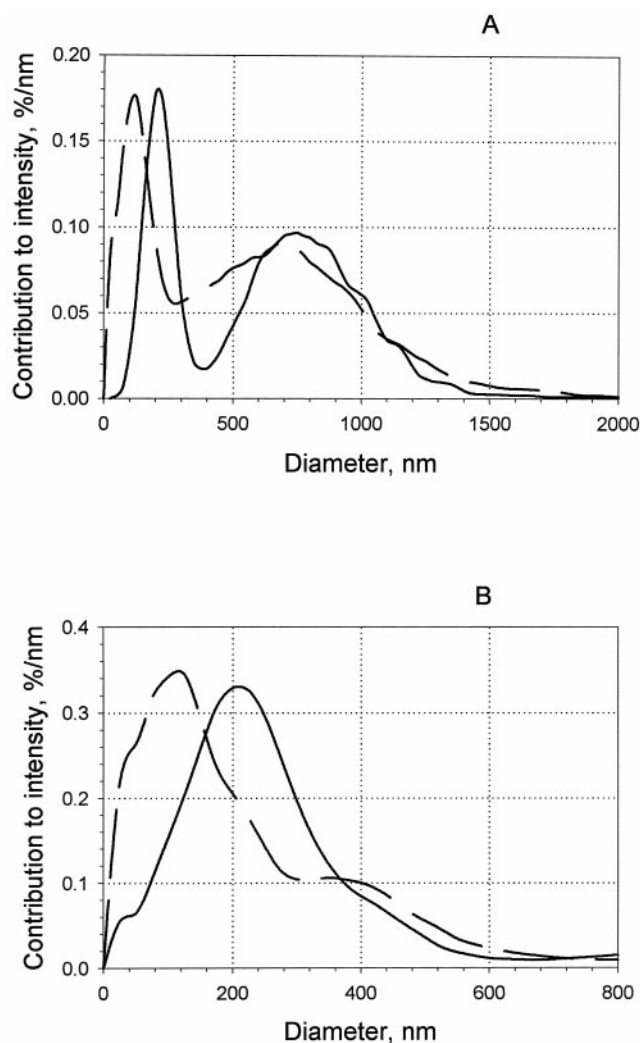 A
Contribution to intensity, %/nm
0.20
0.15
0.10
0.05
0.00
0 500 1000 1500 2000
Diameter, nm
B
Contribution to intensity, %/nm
0.4
0.3
0.2
0.1
0.0
0 200 400 600 800
Diameter, nm